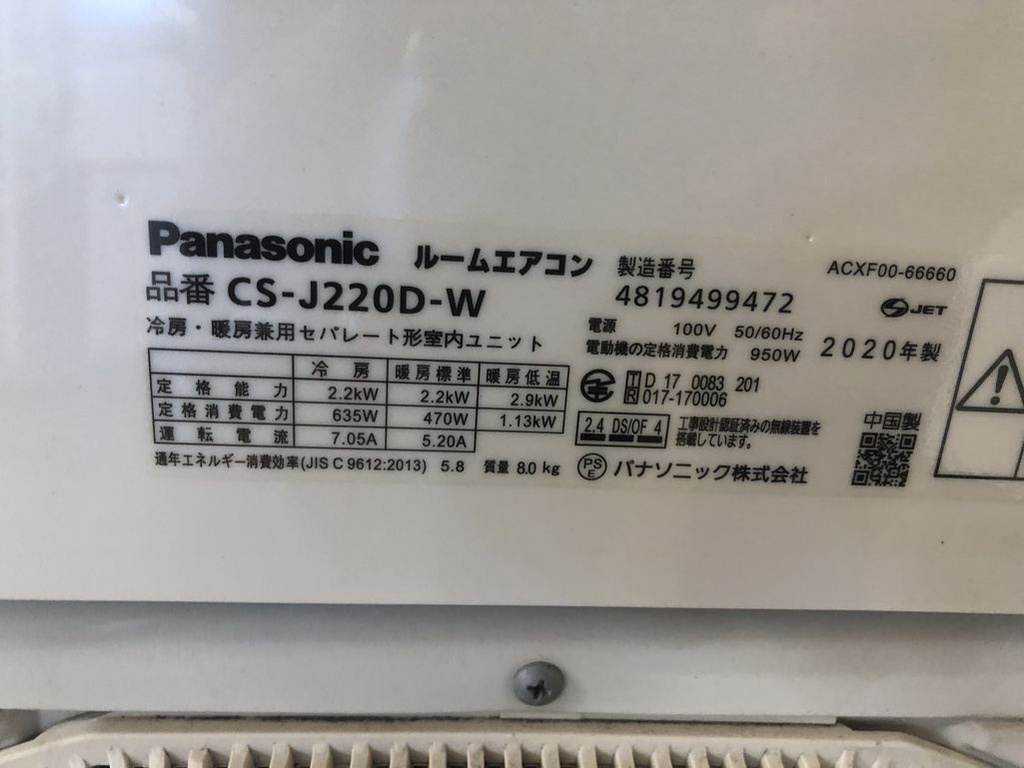 Panasonic ルームエアコン
品番 CS-J220D-W
冷房・暖房兼用セパレート形室内ユニット
冷房 暖房標準 暖房低温
定格能力 2.2kW 2.2kW 2.9kW
定格消費電力 635W 470W 1.13kW
運転電流 7.05A 5.20A
通年エネルギー消費効率(JIS C 9612:2013) 5.8 質量 8.0 kg
製造番号
4819499472
電源 100V 50/60Hz
電動機の定格消費電力 950W
T D 17 0083 201
R 017-170006
2.4 DS/OF 4
工事設計認証済みの無線装置を
搭載しています。
PS
E パナソニック株式会社
ACXF00-66660
S JET
2020年製
中国製